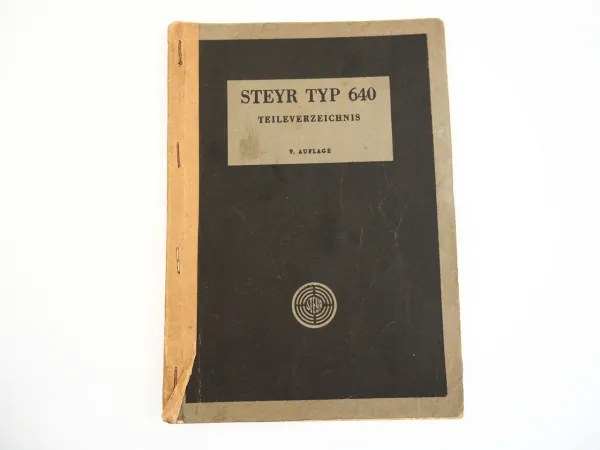 STEYR TYP 640
TEILEVERZEICHNIS
V. AUFLAGE
STEYR